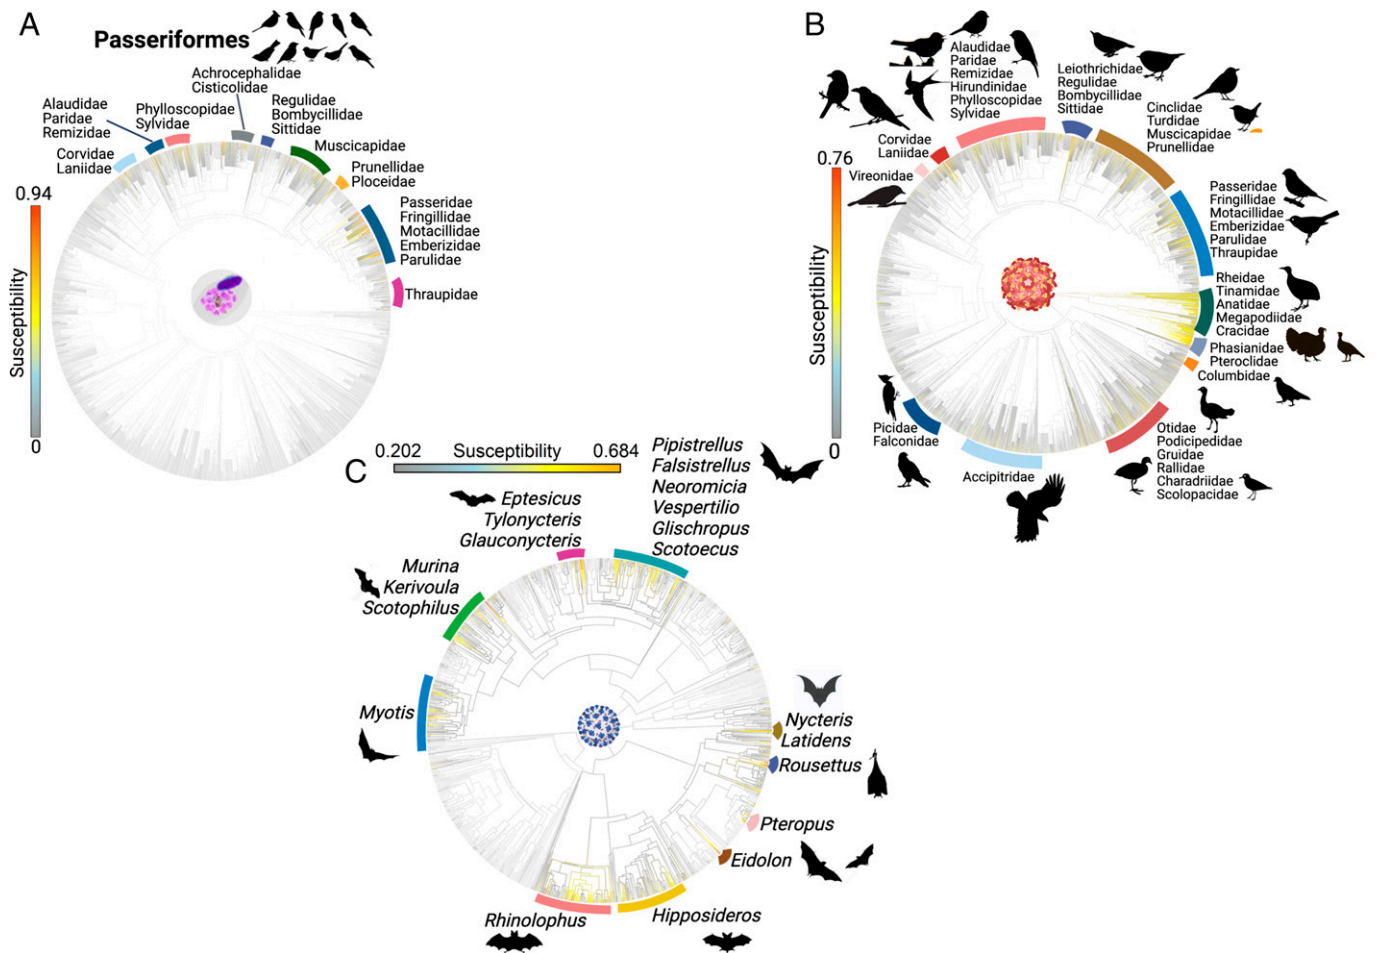 A
Passeriformes
Achrocephalidae
Cisticolidae
Alaudidae
Paridae
Remizidae
Phylloscopidae
Sylvidae
Regulidae
Bombycillidae
Sittidae
Corvidae
Laniidae
Muscicapidae
Prunellidae
Ploceidae
Passeridae
Fringillidae
Motacillidae
Emberizidae
Parulidae
Thraupidae
0.94
Susceptibility
0
B
Alaudidae
Paridae
Remizidae
Hirundinidae
Phylloscopidae
Sylvidae
Leiothrichidae
Regulidae
Bombycillidae
Sittidae
Cinclidae
Turdidae
Muscicapidae
Prunellidae
Corvidae
Laniidae
Vireonidae
0.76
Susceptibility
0
Passeridae
Fringillidae
Motacillidae
Emberizidae
Parulidae
Thraupidae
Rheidae
Tinamidae
Anatidae
Megapodiidae
Cracidae
Phasianidae
Pteroclidae
Columbidae
Otidae
Podicipedidae
Gruidae
Rallidae
Charadriidae
Scolopacidae
Accipitridae
Picidae
Falconidae
C
0.202 Susceptibility 0.684
Pipistrellus
Falsistrellus
Neoromicia
Vespertilio
Glischropus
Scotoecus
Eptesicus
Tylonycteris
Glauconycteris
Murina
Kerivoula
Scotophilus
Myotis
Nycteris
Latidens
Rousettus
Pteropus
Eidolon
Hipposideros
Rhinolophus